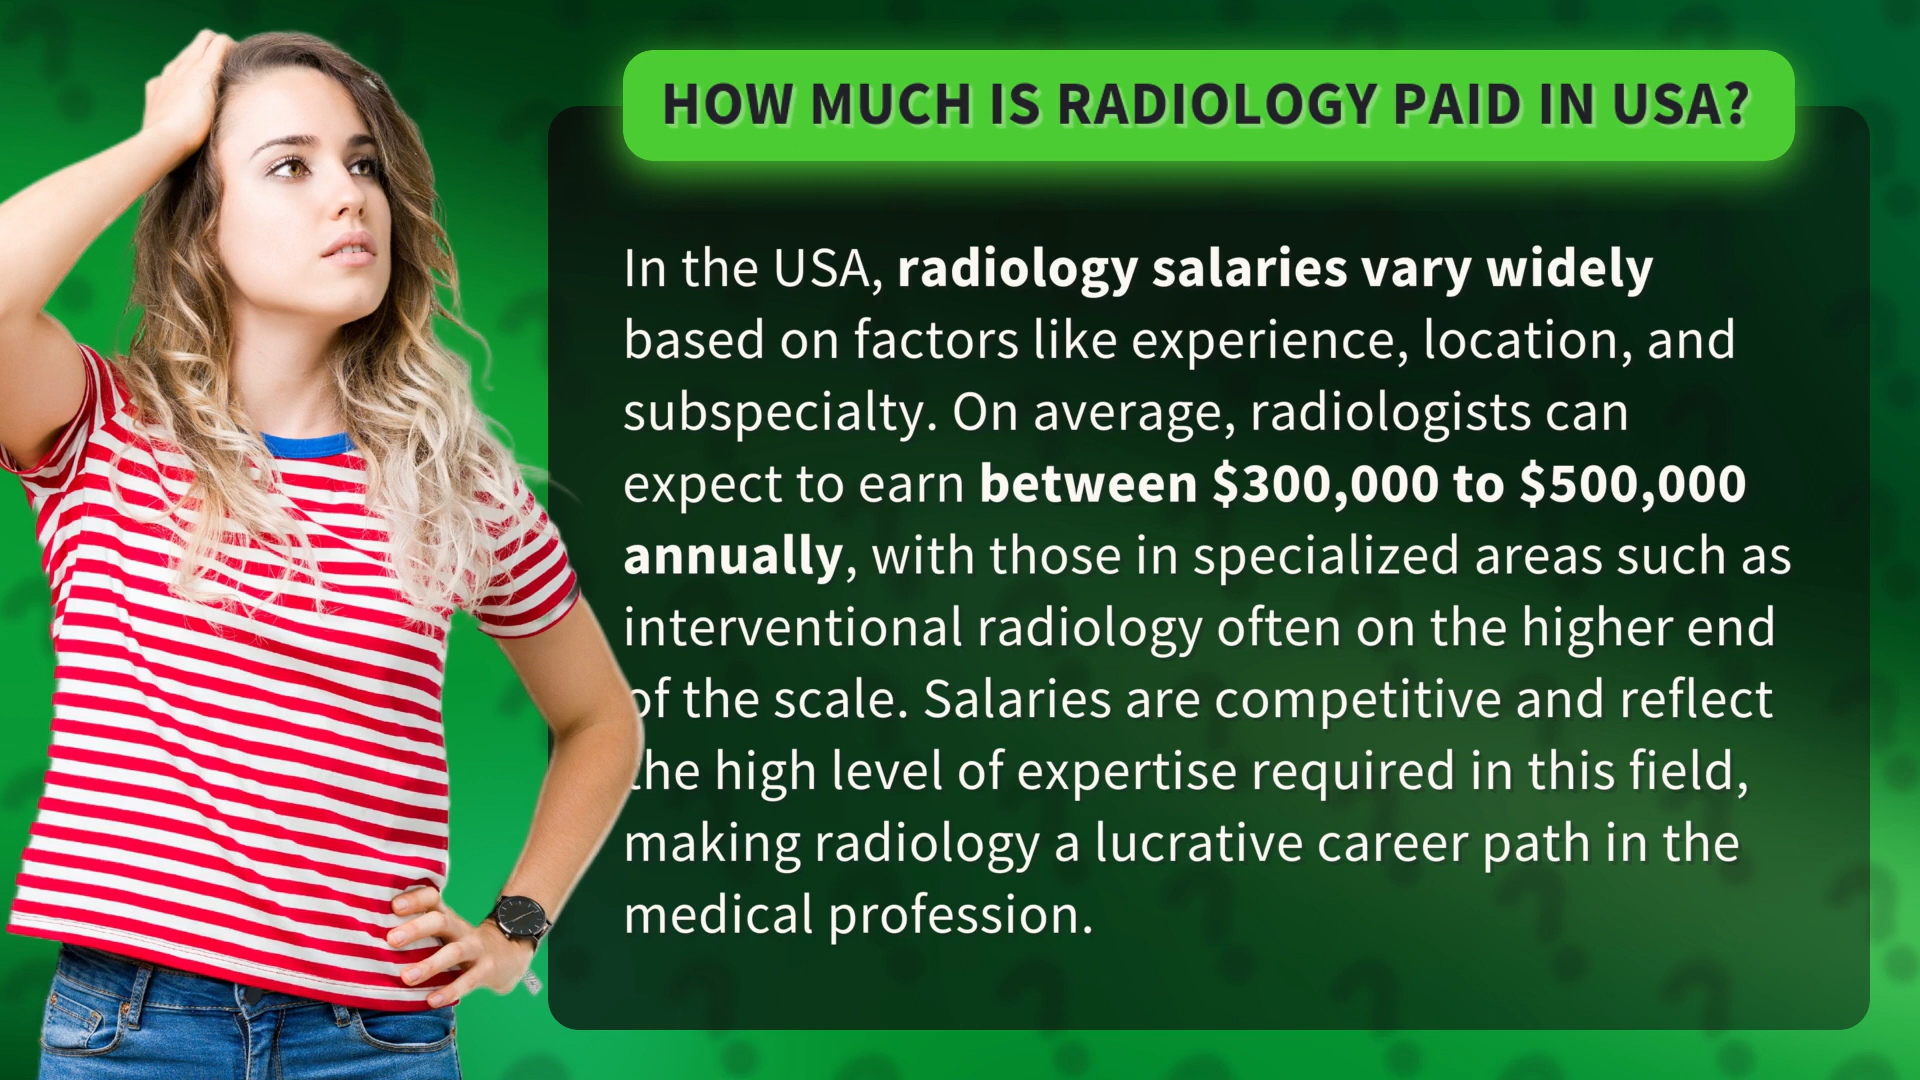 HOW MUCH IS RADIOLOGY PAID IN USA?
In the USA, radiology salaries vary widely
based on factors like experience, location, and
subspecialty. On average, radiologists can
expect to earn between $300,000 to $500,000
annually, with those in specialized areas such as
interventional radiology often on the higher end
of the scale. Salaries are competitive and reflect
the high level of expertise required in this field,
making radiology a lucrative career path in the
medical profession.